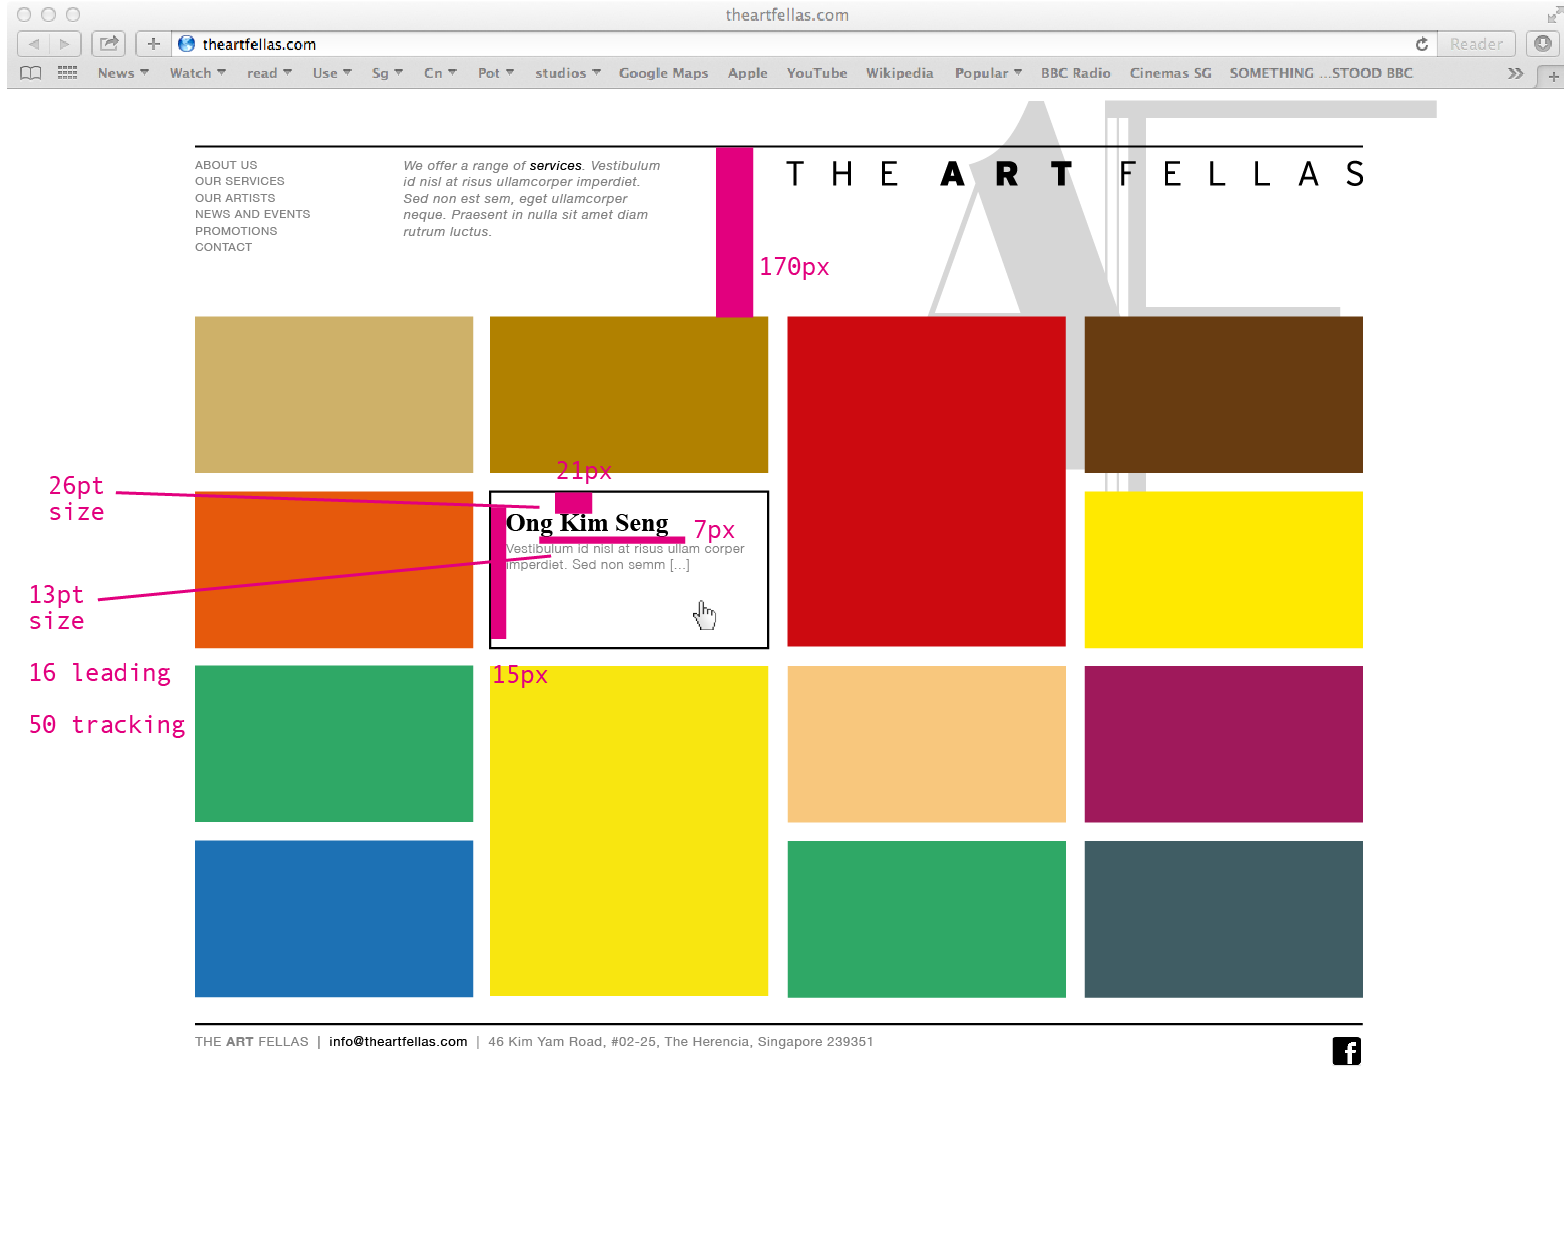 theartfellas.com
theartfellas.com
Reader
News Watch read Use Sg Cn Pot studios Google Maps Apple YouTube Wikipedia Popular BBC Radio Cinemas SG SOMETHING ...STOOD BBC
ABOUT US
OUR SERVICES
OUR ARTISTS
NEWS AND EVENTS
PROMOTIONS
CONTACT
We offer a range of services. Vestibulum
id nisl at risus ullamcorper imperdiet.
Sed non est sem, eget ullamcorper
neque. Praesent in nulla sit amet diam
rutrum luctus.
THE ART FELLAS
AF
170px
21px
26pt
size
Ong Kim Seng
7px
Vestibulum id nisl at risus ullam corper
imperdiet. Sed non semm [...]
13pt
size
15px
16 leading
50 tracking
THE ART FELLAS | info@theartfellas.com | 46 Kim Yam Road, #02-25, The Herencia, Singapore 239351
f